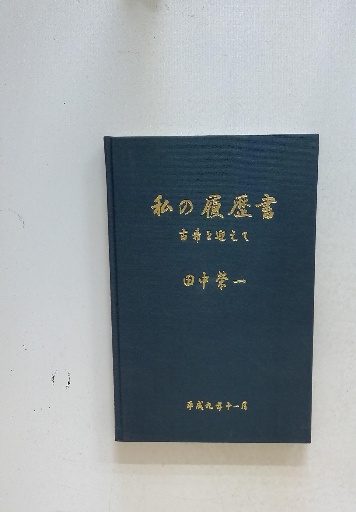 私の履歴書
古希を迎えて
田中榮一
平成九年十一月